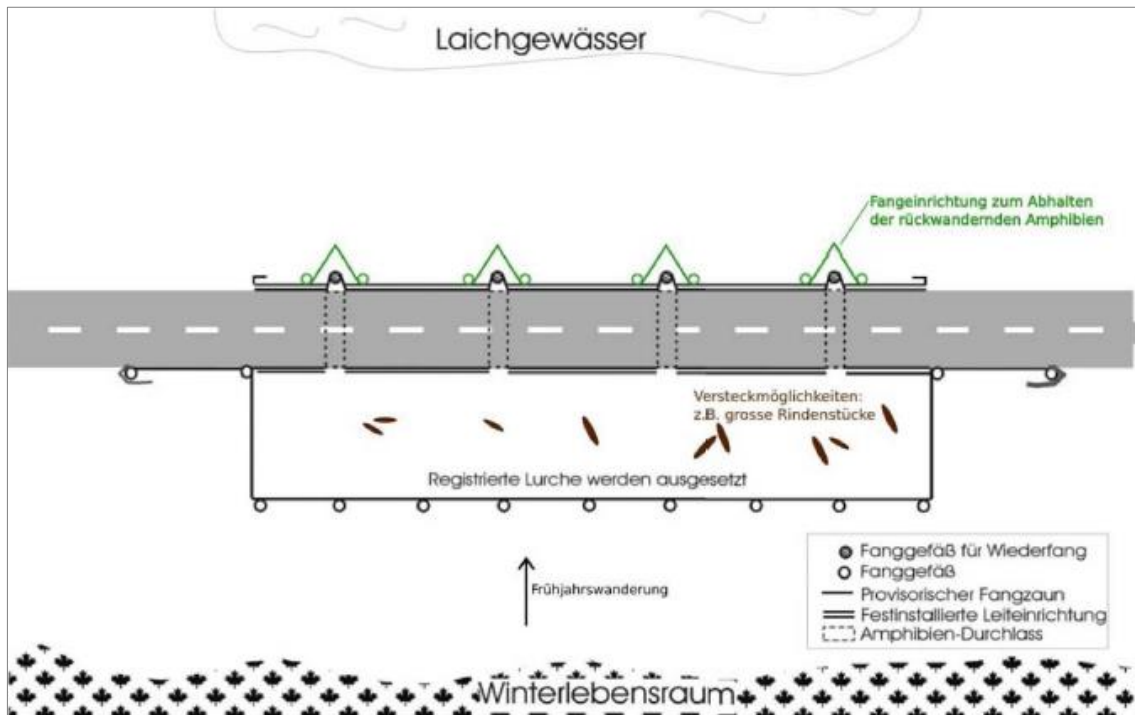 Laichgewässer
Fangeinrichtung zum Abhalten
der rückwandernden Amphibien
Versteckmöglichkeiten:
z.B. grosse Rindenstücke
Registrierte Lurche werden ausgesetzt
Frühjahrswanderung
Fanggefäß für Wiederfang
Fanggefäß
Provisorischer Fangzaun
Festinstallierte Leiteinrichtung
Amphibien-Durchlass
Winterlebensraum